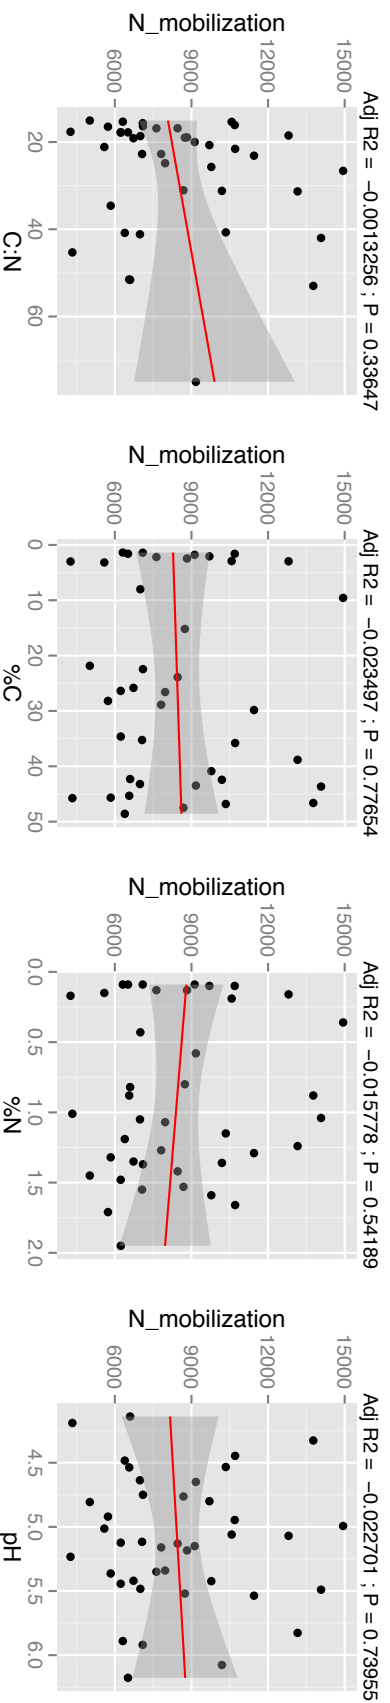 Adj R2 = −0.0013256 ; P = 0.33647
N_mobilization
15000
12000
9000
6000
20
40
60
C:N
Adj R2 = −0.023497 ; P = 0.77654
N_mobilization
15000
12000
9000
6000
0
10
20
30
40
50
%C
Adj R2 = −0.015778 ; P = 0.54189
N_mobilization
15000
12000
9000
6000
0.0
0.5
1.0
1.5
2.0
%N
Adj R2 = −0.022701 ; P = 0.73955
N_mobilization
15000
12000
9000
6000
4.5
5.0
5.5
6.0
pH